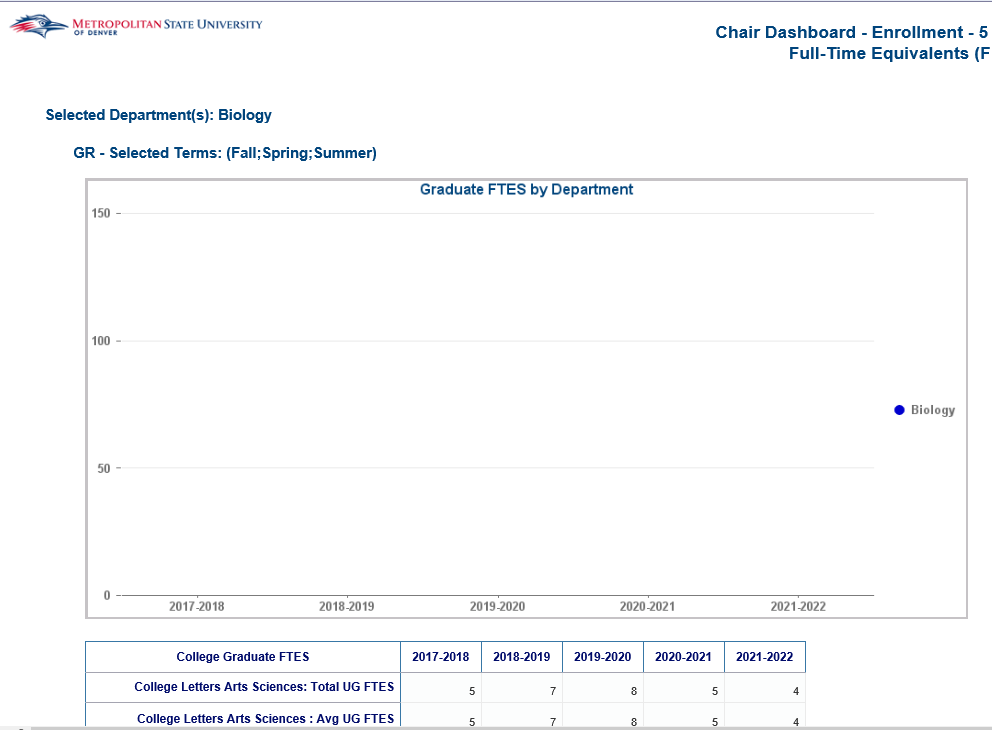 METROPOLITAN STATE UNIVERSITY
OF DENVER
Chair Dashboard - Enrollment - 5
Full-Time Equivalents (F
Selected Department(s): Biology
GR - Selected Terms: (Fall;Spring;Summer)
Graduate FTES by Department
150
100
Biology
50
0
2017-2018 2018-2019 2019-2020 2020-2021 2021-2022
College Graduate FTES 2017-2018 2018-2019 2019-2020 2020-2021 2021-2022
College Letters Arts Sciences: Total UG FTES 5 7 8 5 4
College Letters Arts Sciences : Avg UG FTES 5 7 8 5 4